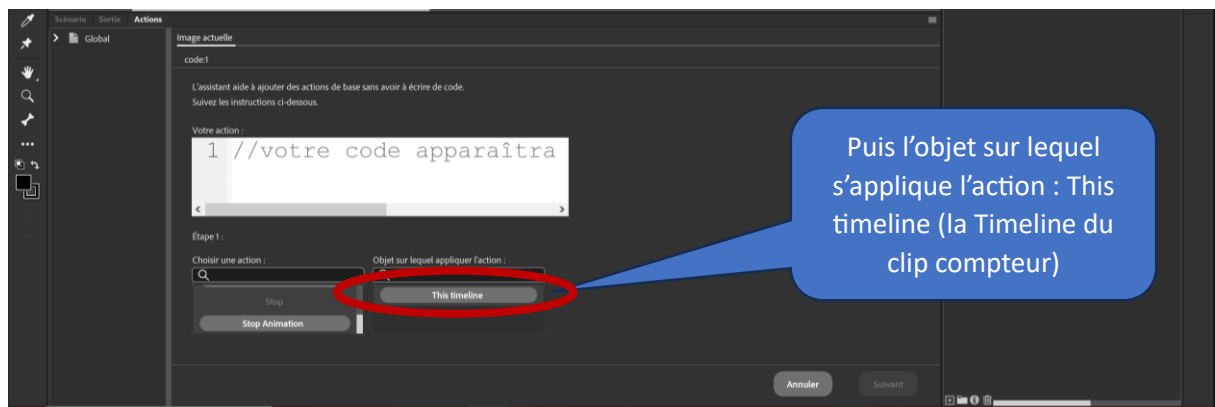 Scénario Sortie Actions
Global
Image actuelle
code:1
L'assistant aide à ajouter des actions de base sans avoir à écrire de code.
Suivez les instructions ci-dessous.
Votre action :
1 //votre code apparaîtra
Étape 1 :
Choisir une action :
Objet sur lequel appliquer l'action :
Stop
This timeline
Stop Animation
Annuler
Suivant
Puis l’objet sur lequel
s’applique l’action : This
timeline (la Timeline du
clip compteur)